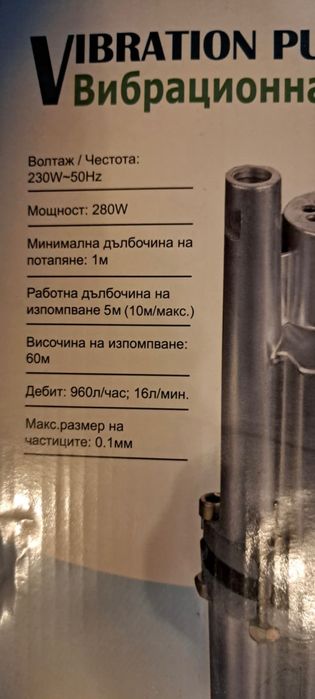 VIBRATION PU
Вибрационна
Волтаж / Честота:
230W~50Hz
Мощност: 280W
Минимална дълбочина на
потапяне: 1м
Работна дълбочина на
изпомпване 5м (10м/макс.)
Височина на изпомпване:
60м
Дебит: 960л/час; 16л/мин.
Макс.размер на
частиците: 0.1мм